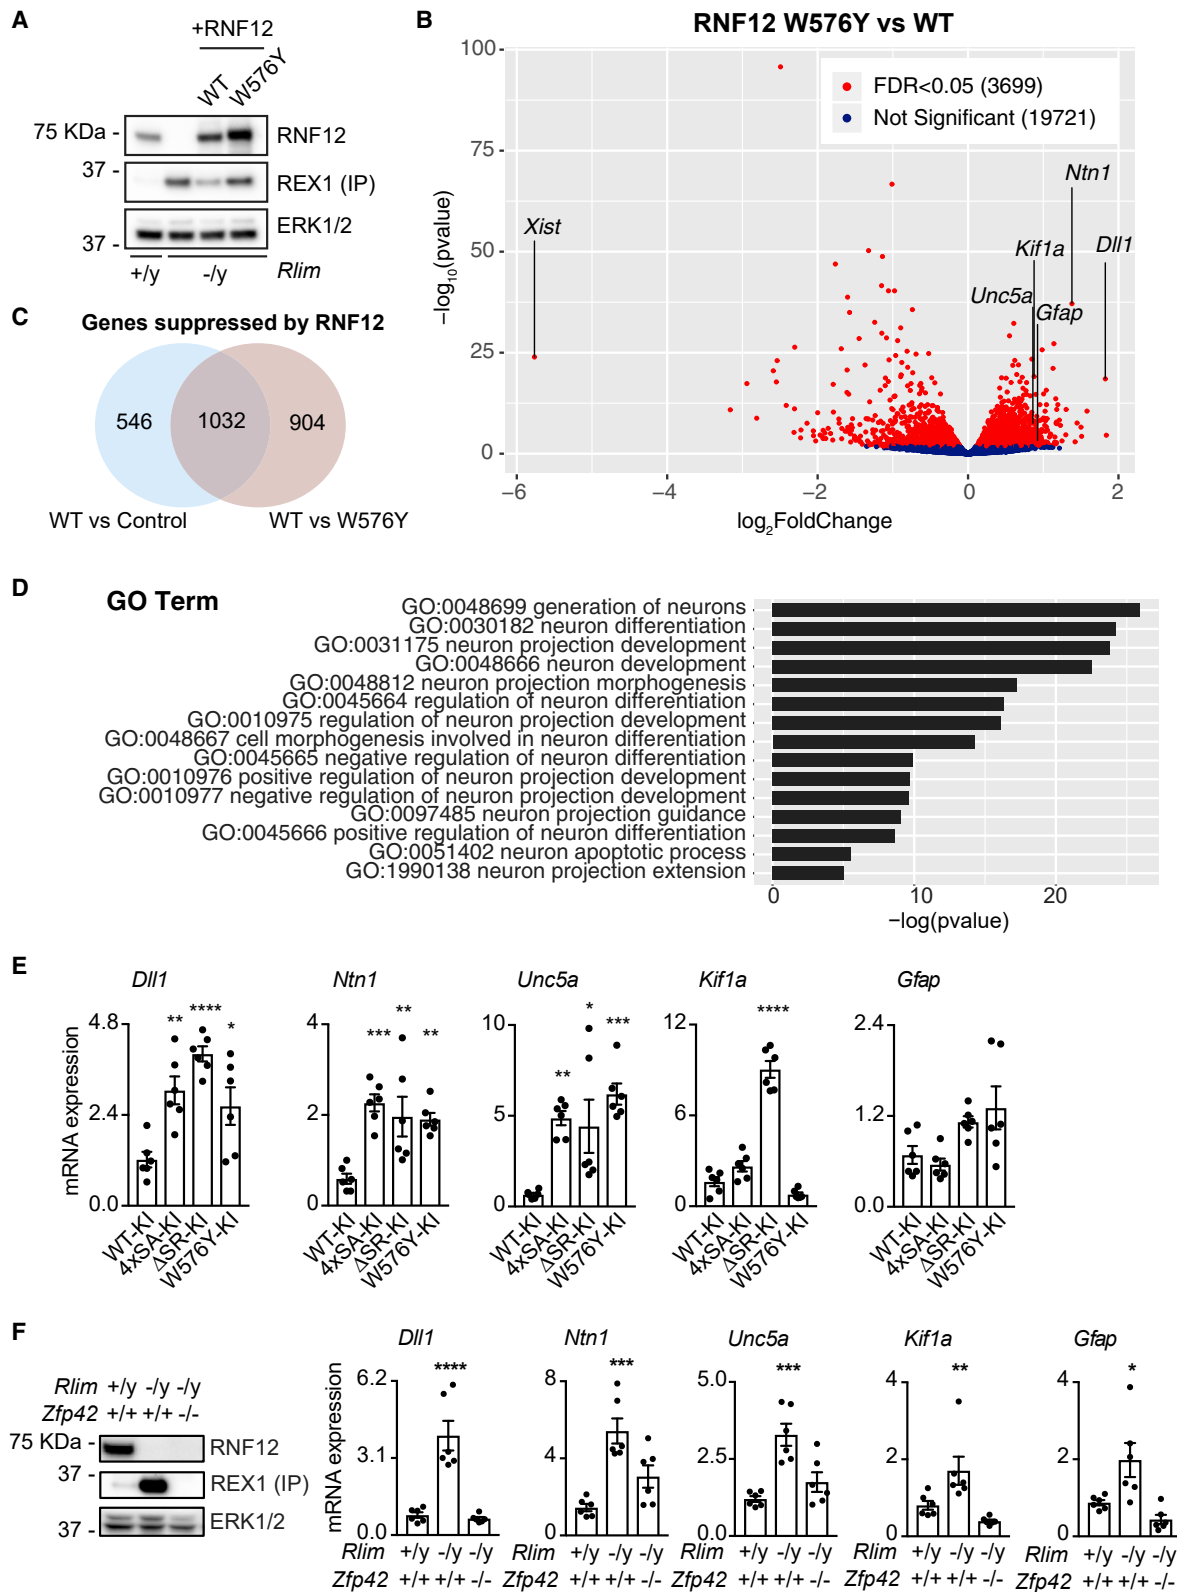 A
+RNF12
WT
W576Y
75 KDa -
RNF12
37 -
REX1 (IP)
37 -
ERK1/2
+/y
-/y
Rlim
B
RNF12 W576Y vs WT
FDR<0.05 (3699)
Not Significant (19721)
Xist
Ntn1
Kif1a
Dll1
Unc5a
Gfap
100
75
50
25
0
−log10(pvalue)
−6 −4 −2 0 2
log2FoldChange
C
Genes suppressed by RNF12
546 1032 904
WT vs Control WT vs W576Y
D
GO Term
GO:0048699 generation of neurons
GO:0030182 neuron differentiation
GO:0031175 neuron projection development
GO:0048666 neuron development
GO:0048812 neuron projection morphogenesis
GO:0045664 regulation of neuron differentiation
GO:0010975 regulation of neuron projection development
GO:0048667 cell morphogenesis involved in neuron differentiation
GO:0045665 negative regulation of neuron differentiation
GO:0010976 positive regulation of neuron projection development
GO:0010977 negative regulation of neuron projection development
GO:0097485 neuron projection guidance
GO:0045666 positive regulation of neuron differentiation
GO:0051402 neuron apoptotic process
GO:1990138 neuron projection extension
0 10 20
−log(pvalue)
E
mRNA expression
Dll1
4.8
2.4
0.0
** **** *
WT-KI 4xSA-KI ΔSR-KI W576Y-KI
Ntn1
4
2
0
*** ** **
WT-KI 4xSA-KI ΔSR-KI W576Y-KI
Unc5a
10
5
0
** * ***
WT-KI 4xSA-KI ΔSR-KI W576Y-KI
Kif1a
12
6
0
****
WT-KI 4xSA-KI ΔSR-KI W576Y-KI
Gfap
2.4
1.2
0.0
WT-KI 4xSA-KI ΔSR-KI W576Y-KI
F
Rlim +/y -/y -/y
Zfp42 +/+ +/+ -/-
75 KDa -
RNF12
37 -
REX1 (IP)
37 -
ERK1/2
mRNA expression
Dll1
6.2
3.1
0.0
****
Rlim +/y -/y -/y
Zfp42 +/+ +/+ -/-
Ntn1
8
4
0
***
Rlim +/y -/y -/y
Zfp42 +/+ +/+ -/-
Unc5a
5.0
2.5
0.0
***
Rlim +/y -/y -/y
Zfp42 +/+ +/+ -/-
Kif1a
4
2
0
**
Rlim +/y -/y -/y
Zfp42 +/+ +/+ -/-
Gfap
4
2
0
*
Rlim +/y -/y -/y
Zfp42 +/+ +/+ -/-